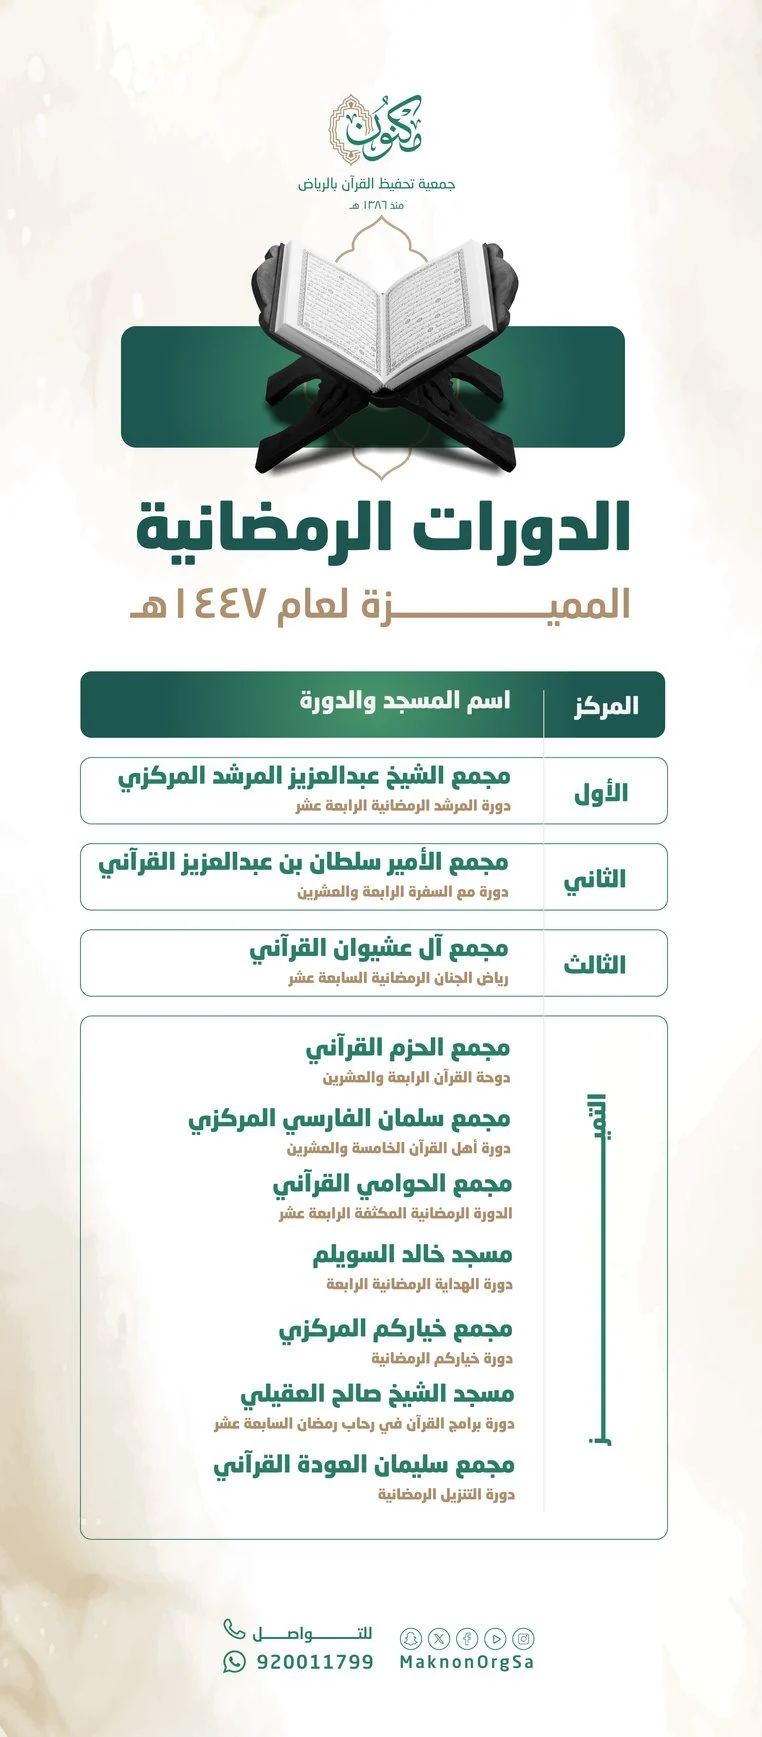 مكنون
جمعية تحفيظ القرآن بالرياض
منذ ١٣٨٦ هـ
الدورات الرمضانية
المميـــــــــــزة لعام ١٤٤٧هـ
المركز
اسم المسجد والدورة
الأول
مجمع الشيخ عبدالعزيز المرشد المركزي
دورة المرشد الرمضانية الرابعة عشر
الثاني
مجمع الأمير سلطان بن عبدالعزيز القرآني
دورة مع السفرة الرابعة والعشرين
الثالث
مجمع آل عشيوان القرآني
رياض الجنان الرمضانية السابعة عشر
التميـــــــــــز
مجمع الحزم القرآني
دوحة القرآن الرابعة والعشرين
مجمع سلمان الفارسي المركزي
دورة أهل القرآن الخامسة والعشرين
مجمع الحوامي القرآني
الدورة الرمضانية المكثفة الرابعة عشر
مسجد خالد السويلم
دورة الهداية الرمضانية الرابعة
مجمع خياركم المركزي
دورة خياركم الرمضانية
مسجد الشيخ صالح العقيلي
دورة برامج القرآن في رحاب رمضان السابعة عشر
مجمع سليمان العودة القرآني
دورة التنزيل الرمضانية
للتـــــواصـــل
920011799
MaknonOrgSa